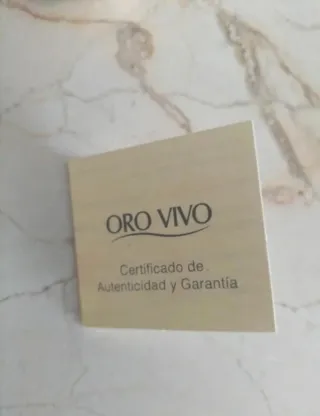 ORO VIVO
Certificado de
Autenticidad y Garantía